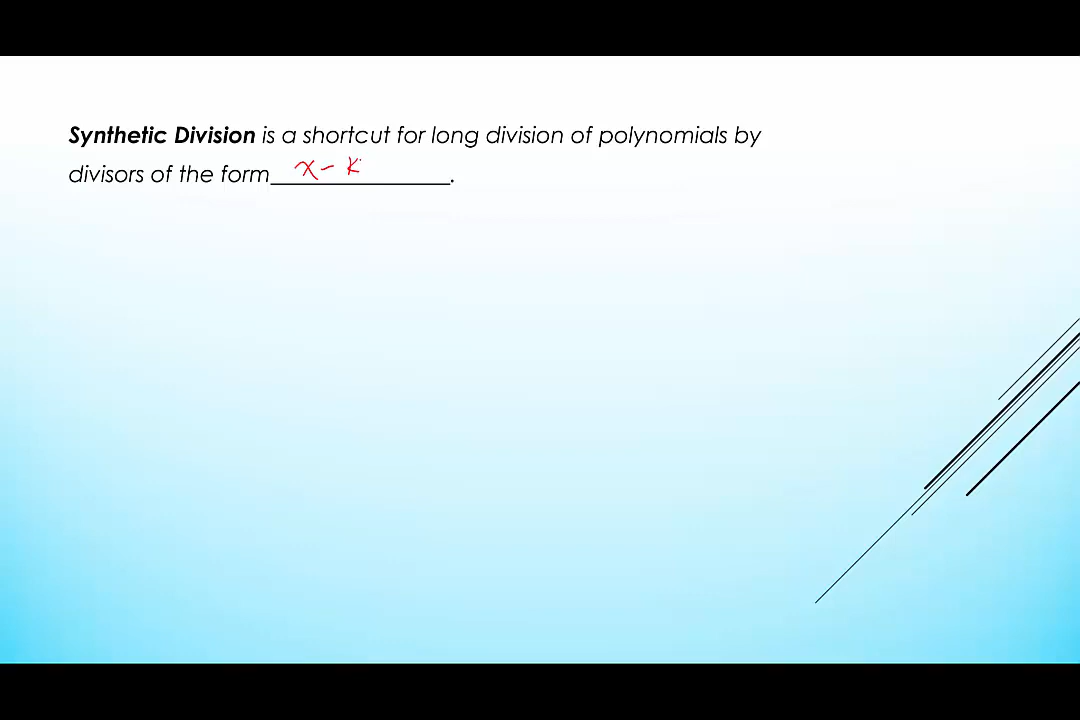 Synthetic Division is a shortcut for long division of polynomials by
divisors of the form x - k.